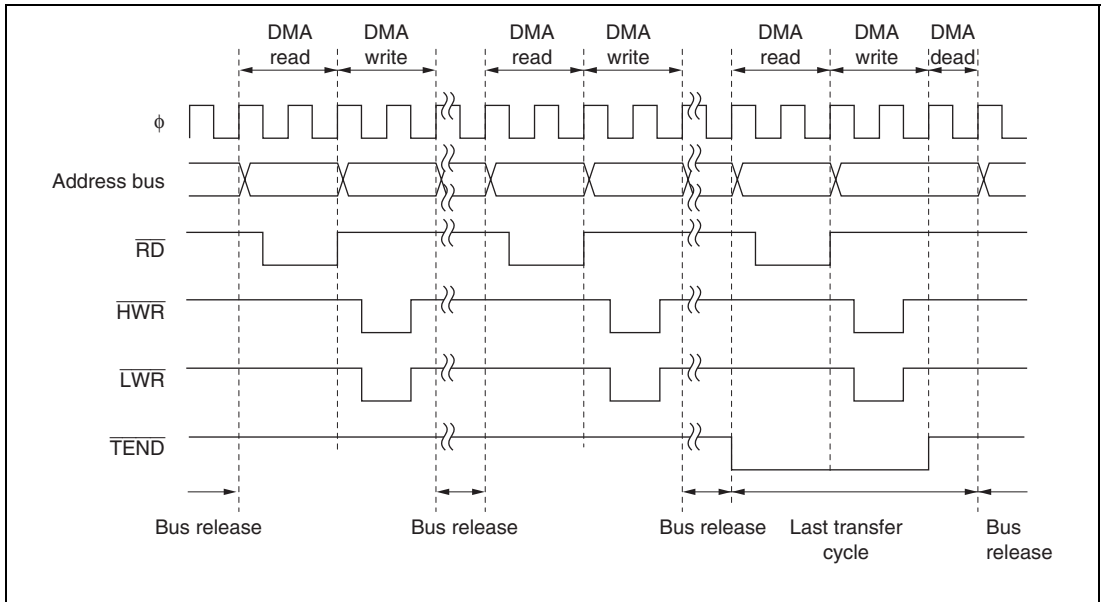 DMA read
DMA write
DMA read
DMA write
DMA read
DMA write
DMA dead
φ
Address bus
RD
HWR
LWR
TEND
Bus release
Bus release
Bus release
Last transfer cycle
Bus release